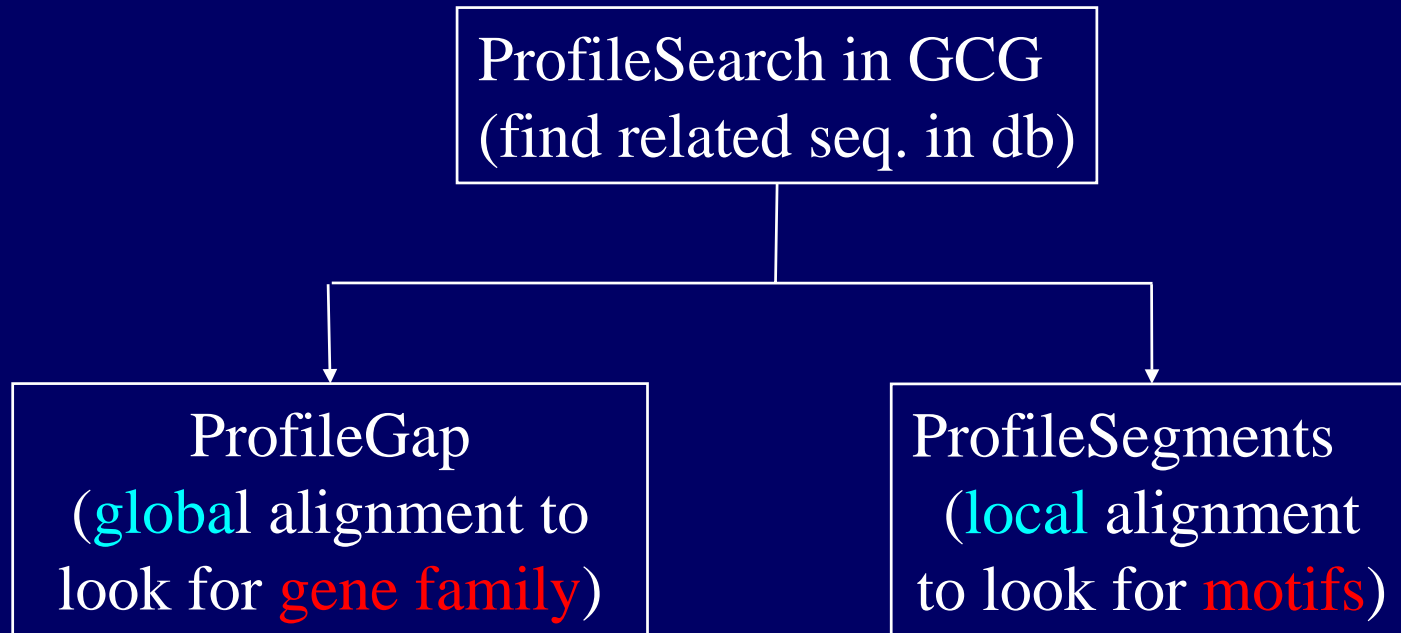 ProfileSearch in GCG
(find related seq. in db)
ProfileGap
(global alignment to
look for gene family)
ProfileSegments
(local alignment
to look for motifs)